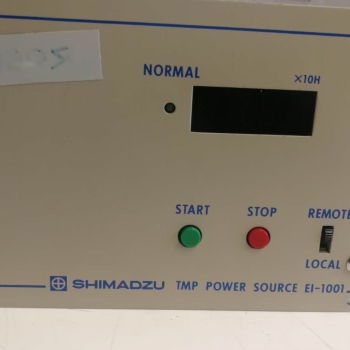 NORMAL
×10H
START
STOP
REMOTE
LOCAL
SHIMADZU TMP POWER SOURCE EI-1001